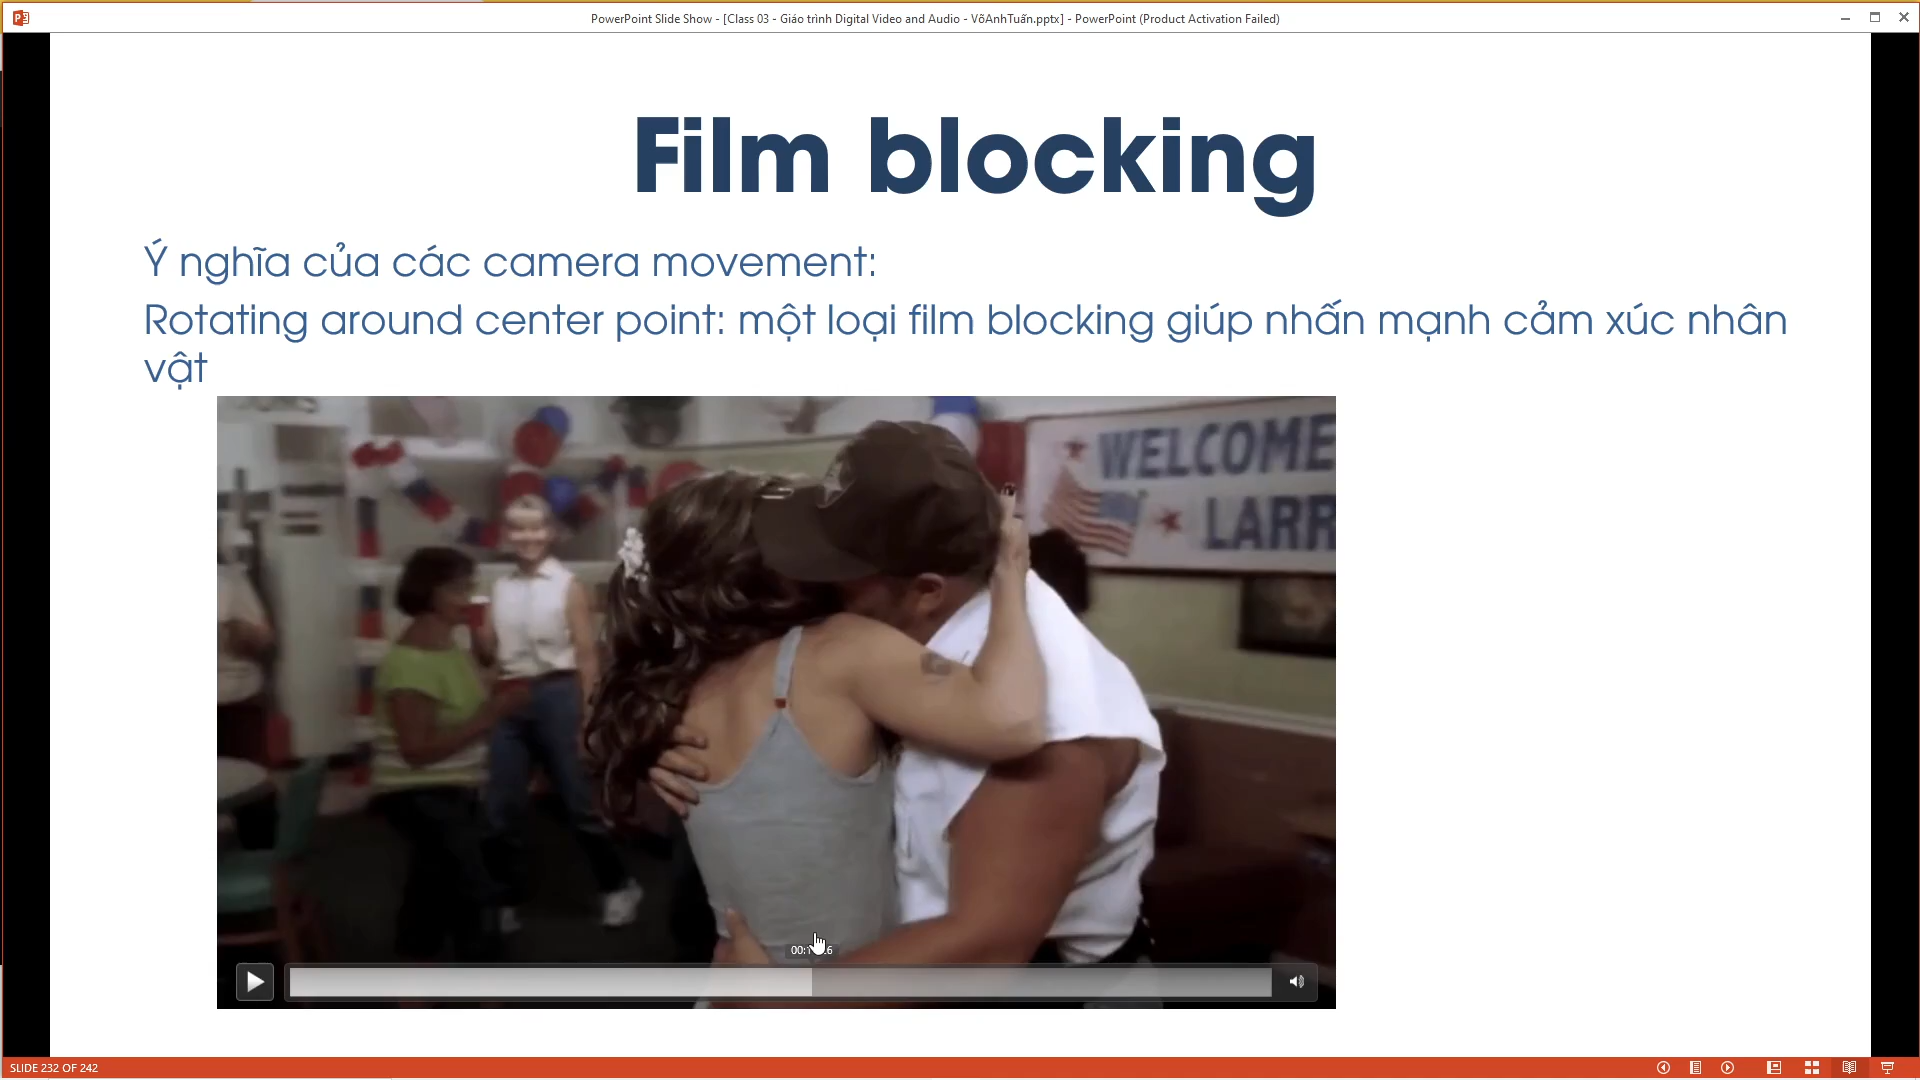 PowerPoint Slide Show - [Class 03 - Giáo trình Digital Video and Audio - VõAnhTuấn.pptx] - PowerPoint (Product Activation Failed)
Film blocking
Ý nghĩa của các camera movement:
Rotating around center point: một loại film blocking giúp nhấn mạnh cảm xúc nhân
vật
WELCOME
LARR
SLIDE 232 OF 242